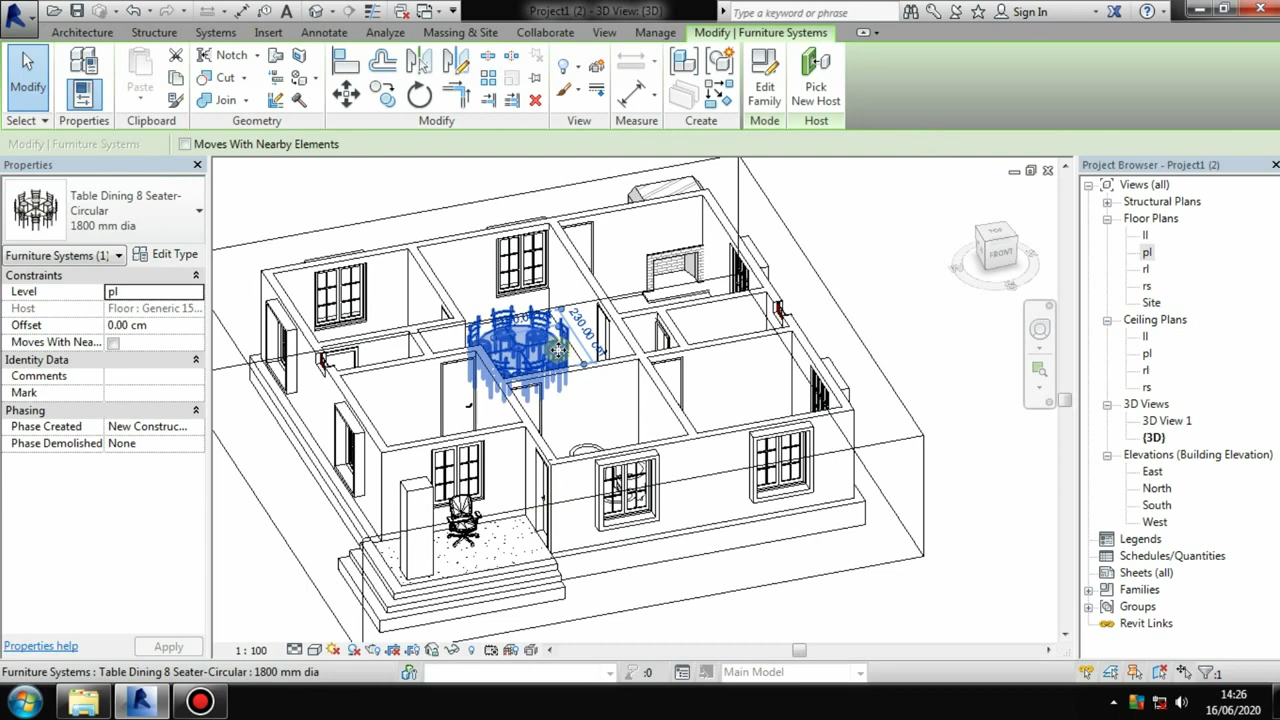 Project1 (2) - 3D View: {3D}
Type a keyword or phrase
Sign In
Architecture
Structure
Systems
Insert
Annotate
Analyze
Massing & Site
Collaborate
View
Manage
Modify | Furniture Systems
Modify
Paste
Notch
Cut
Join
Edit
Family
Pick
New Host
Select
Properties
Clipboard
Geometry
Modify
View
Measure
Create
Mode
Host
Modify | Furniture Systems
Moves With Nearby Elements
Properties
Table Dining 8 Seater-
Circular
1800 mm dia
Furniture Systems (1)
Edit Type
Constraints
Level
pl
Host
Floor : Generic 15...
Offset
0.00 cm
Moves With Nea...
Identity Data
Comments
Mark
Phasing
Phase Created
New Construc...
Phase Demolished
None
Properties help
Apply
230.00 cm
TOP
FRONT
Project Browser - Project1 (2)
Views (all)
Structural Plans
Floor Plans
ll
pl
rl
rs
Site
Ceiling Plans
ll
pl
rl
rs
3D Views
3D View 1
{3D}
Elevations (Building Elevation)
East
North
South
West
Legends
Schedules/Quantities
Sheets (all)
Families
Groups
Revit Links
1 : 100
Furniture Systems : Table Dining 8 Seater-Circular : 1800 mm dia
:0
Main Model
:1
14:26
16/06/2020